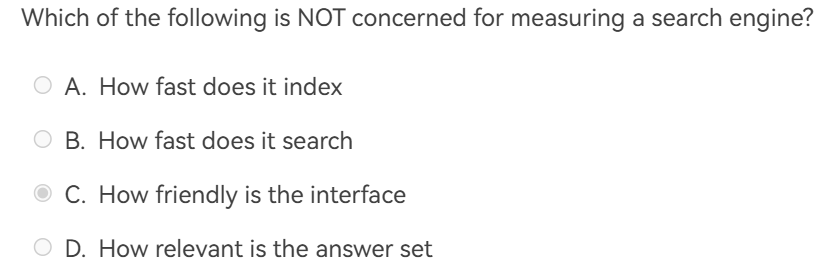 Which of the following is NOT concerned for measuring a search engine?
A. How fast does it index
B. How fast does it search
C. How friendly is the interface
D. How relevant is the answer set